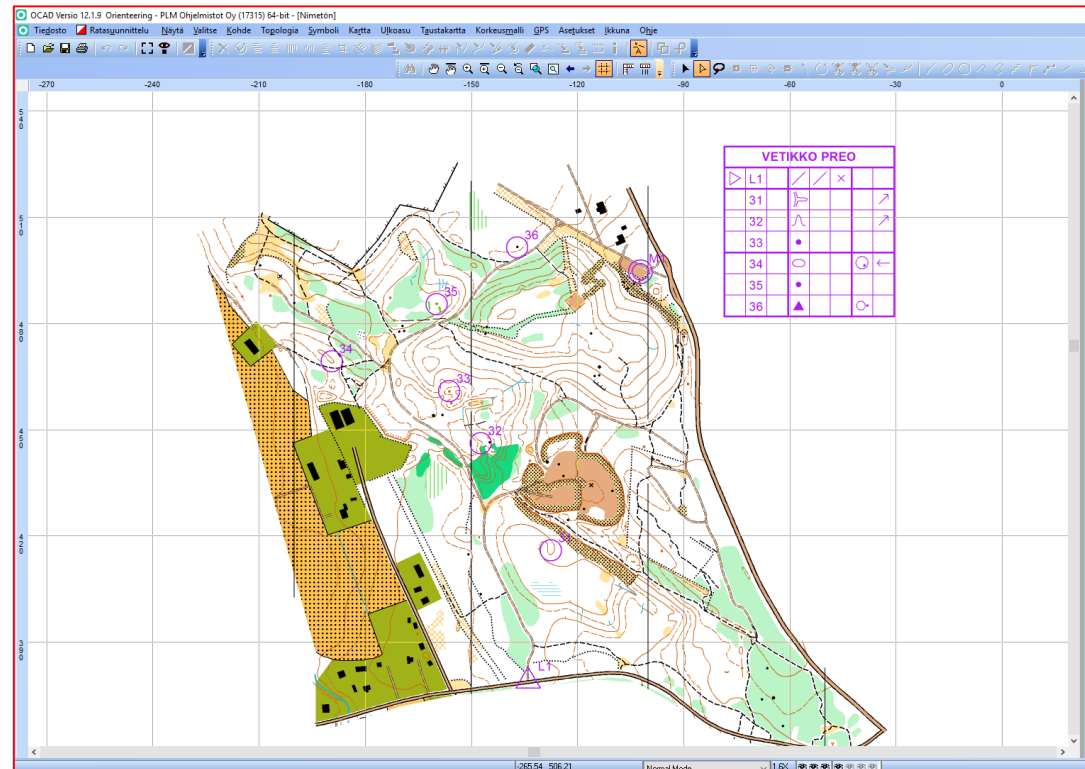 OCAD Versio 12.1.9 Orienteering - PLM Ohjelmistot Oy (17315) 64-bit - [Nimetön]
Tiedosto Ratasuunnittelu Näytä Valitse Kohde Topologia Symboli Kartta Ulkoasu Taustakartta Korkeusmalli GPS Asetukset Ikkuna Ohje
-270 -240 -210 -180 -150 -120 -90 -60 -30 0
540
510
480
450
420
390
VETIKKO PREO
L1
31
32
33
34
35
36
36
M1
35
34
33
32
31
L1
-265.54, 506.21 Normal Mode 1.6X